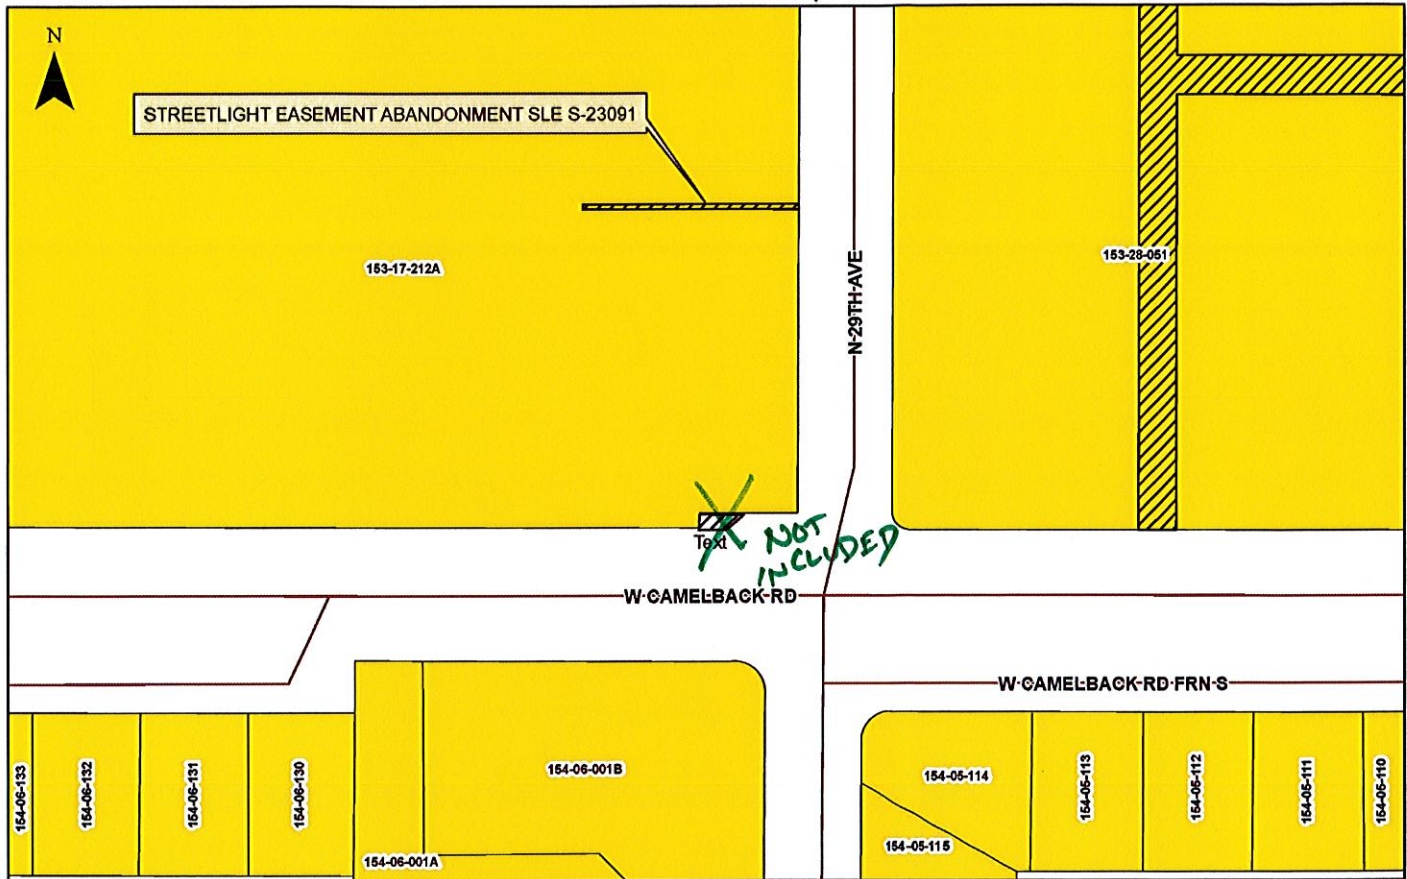 N
STREETLIGHT EASEMENT ABANDONMENT SLE S-23091
153-17-212A
N 29TH AVE
153-28-051
Text
NOT
INCLUDED
W CAMELBACK RD
W CAMELBACK RD FRN S
154-06-133
154-06-132
154-06-131
154-06-130
154-06-001B
154-06-001A
154-05-114
154-05-115
154-05-113
154-05-112
154-05-111
154-05-110